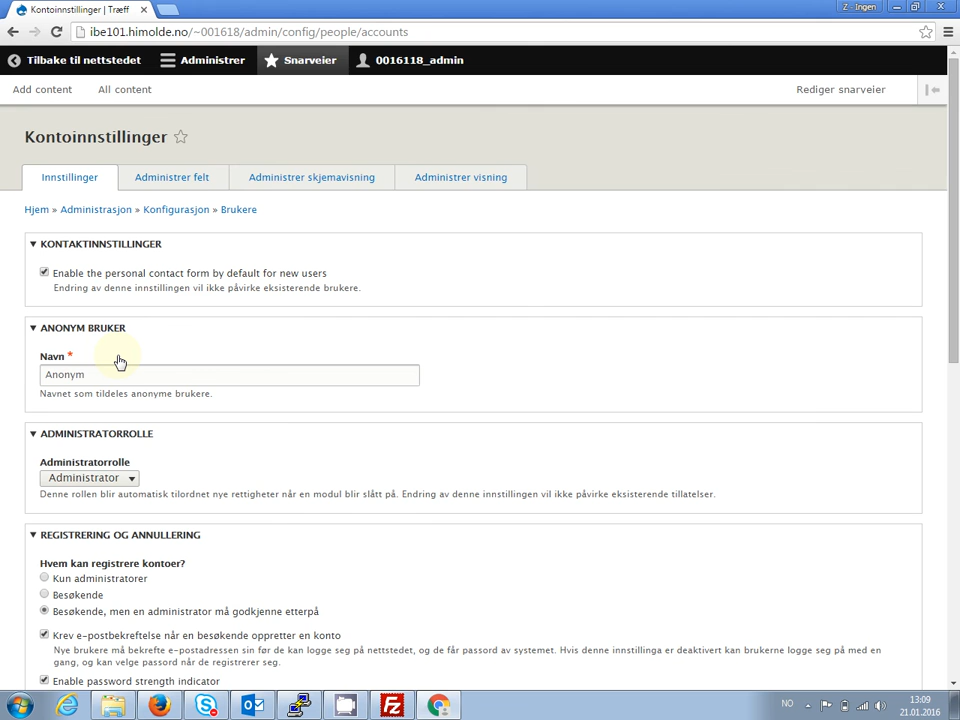 Kontoinnstillinger | Træff
Z - Ingen
ibe101.himolde.no/~001618/admin/config/people/accounts
Tilbake til nettstedet Administrer Snarveier 0016118_admin
Add content All content Rediger snarveier
Kontoinnstillinger
Innstillinger Administrer felt Administrer skjemavisning Administrer visning
Hjem » Administrasjon » Konfigurasjon » Brukere
KONTAKTINNSTILLINGER
Enable the personal contact form by default for new users
Endring av denne innstillingen vil ikke påvirke eksisterende brukere.
ANONYM BRUKER
Navn *
Anonym
Navnet som tildeles anonyme brukere.
ADMINISTRATORROLLE
Administratorrolle
Administrator
Denne rollen blir automatisk tilordnet nye rettigheter når en modul blir slått på. Endring av denne innstillingen vil ikke påvirke eksisterende tillatelser.
REGISTRERING OG ANNULLERING
Hvem kan registrere kontoer?
Kun administratorer
Besøkende
Besøkende, men en administrator må godkjenne etterpå
Krev e-postbekreftelse når en besøkende oppretter en konto
Nye brukere må bekrefte e-postadressen sin før de kan logge seg på nettstedet, og de får passord av systemet. Hvis denne innstillinga er deaktivert kan brukerne logge seg på med en
gang, og kan velge passord når de registrerer seg.
Enable password strength indicator
NO
13:09
21.01.2016